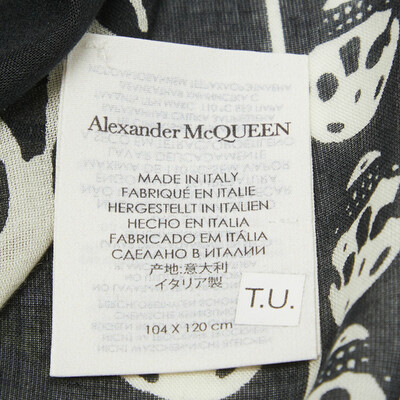 Alexander McQUEEN
MADE IN ITALY
FABRIQUÉ EN ITALIE
HERGESTELLT IN ITALIEN
HECHO EN ITALIA
FABRICADO EM ITÁLIA
СДЕЛАНО В ИТАЛИИ
产地:意大利
イタリア製
T.U.
104 X 120 cm